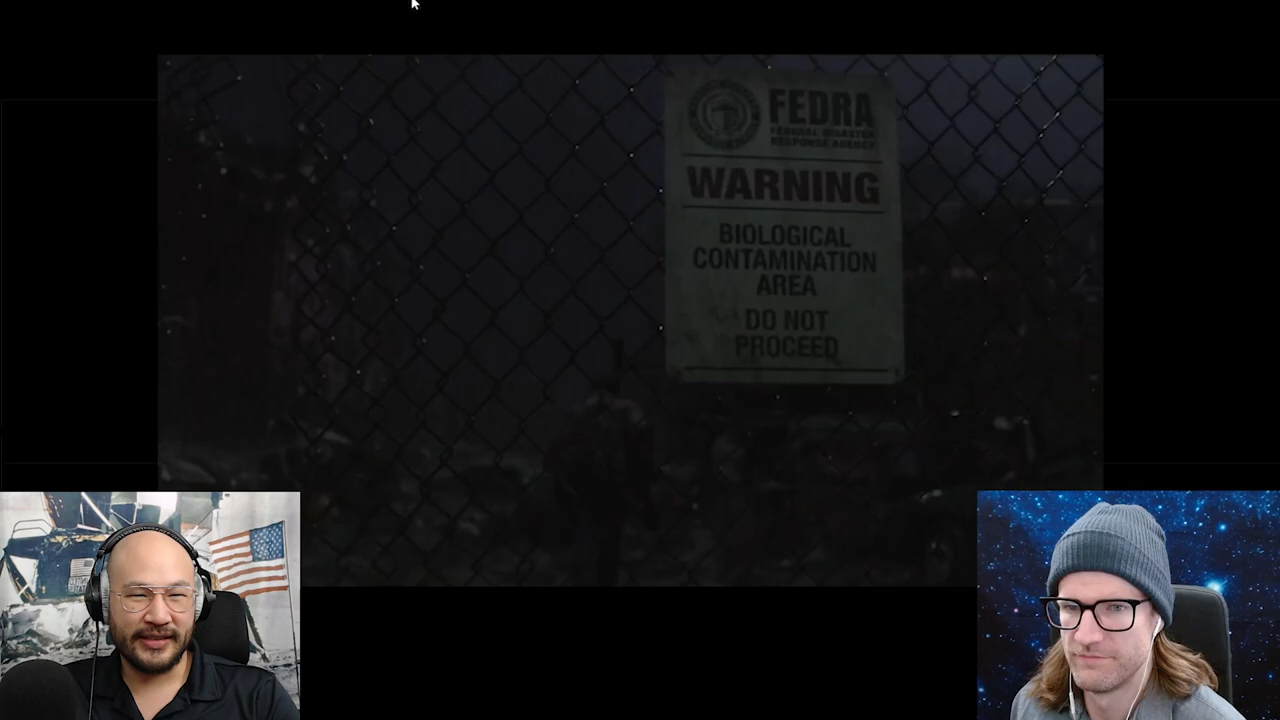 FEDRA
FEDERAL DISASTER
RESPONSE AGENCY
WARNING
BIOLOGICAL
CONTAMINATION
AREA
DO NOT
PROCEED